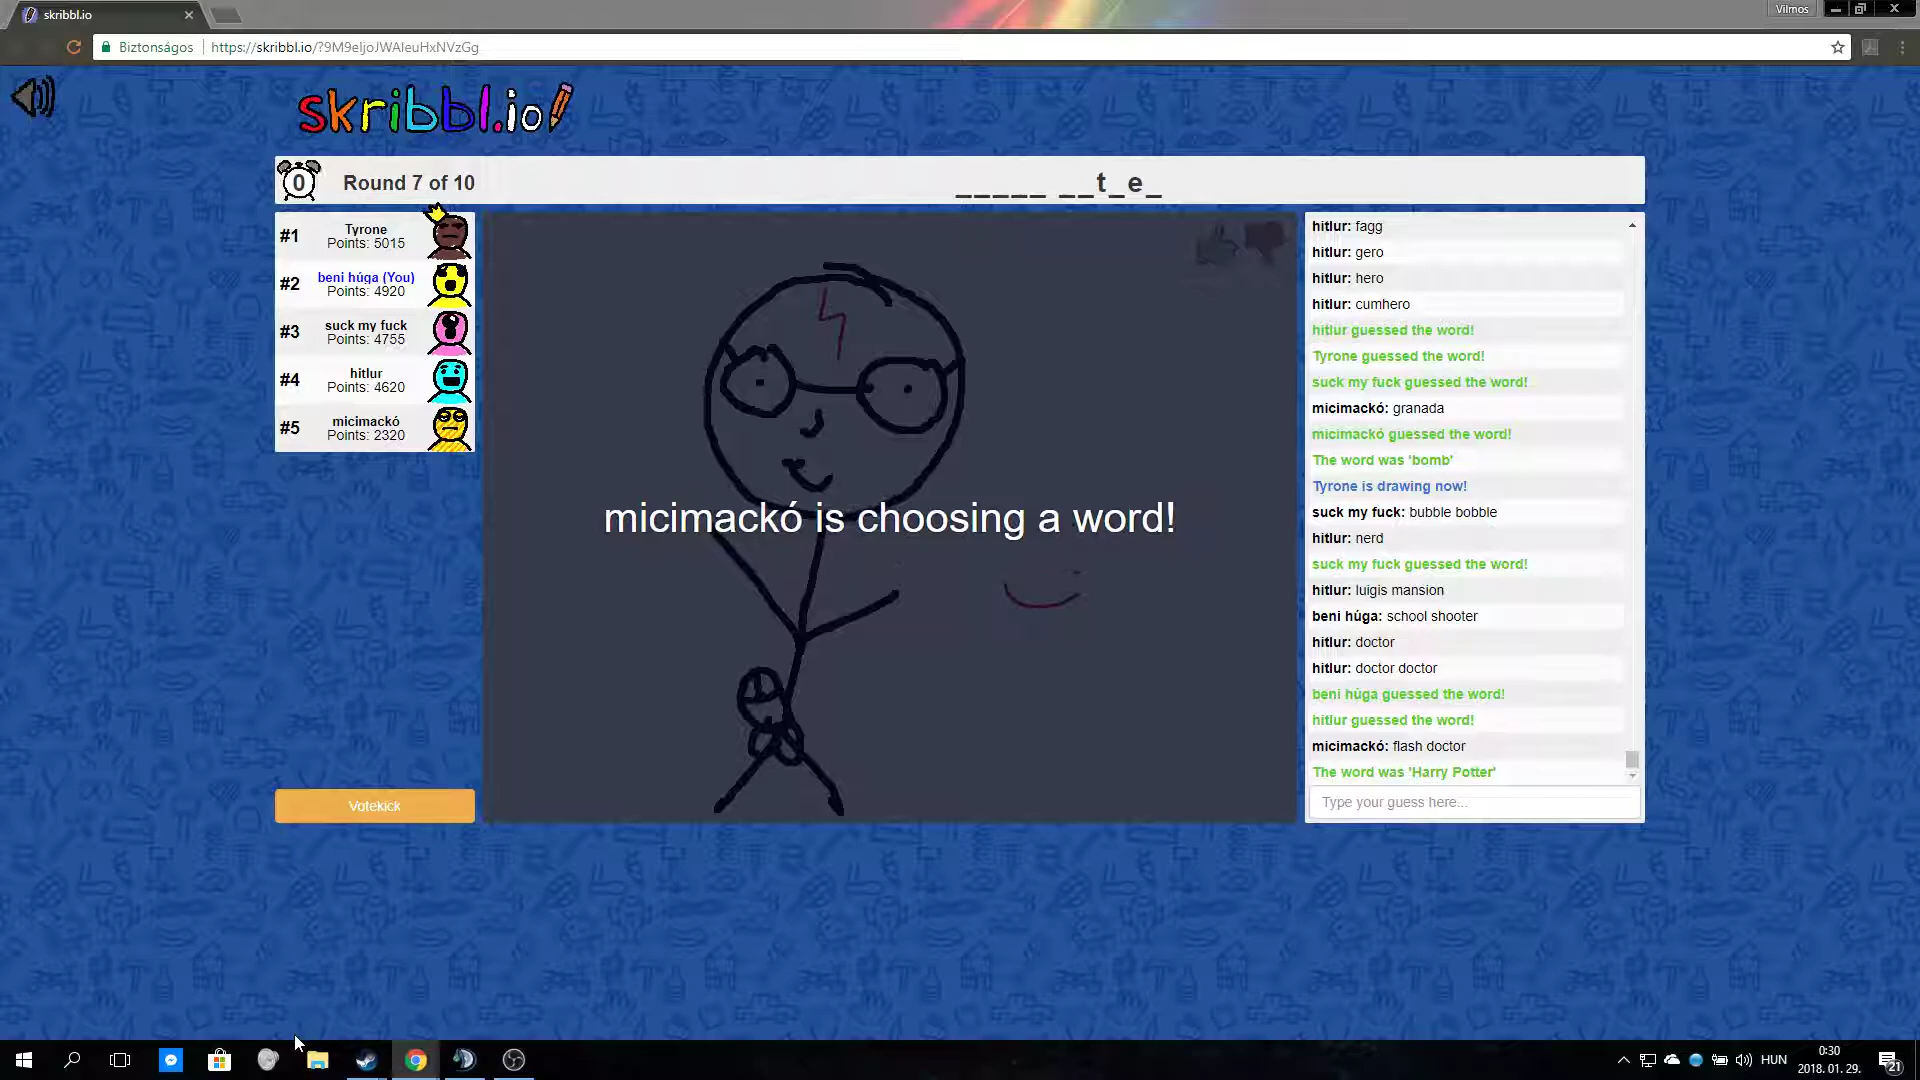 skribbl.io
Vilmos
Biztonságos
https://skribbl.io/?9M9eljoJWAleuHxNVzGg
skribbl.io
0
Round 7 of 10
_____ __t_e_
#1
Tyrone
Points: 5015
#2
beni húga (You)
Points: 4920
#3
suck my fuck
Points: 4755
#4
hitlur
Points: 4620
#5
micimackó
Points: 2320
Votekick
micimackó is choosing a word!
hitlur: fagg
hitlur: gero
hitlur: hero
hitlur: cumhero
hitlur guessed the word!
Tyrone guessed the word!
suck my fuck guessed the word!
micimackó: granada
micimackó guessed the word!
The word was 'bomb'
Tyrone is drawing now!
suck my fuck: bubble bobble
hitlur: nerd
suck my fuck guessed the word!
hitlur: luigis mansion
beni húga: school shooter
hitlur: doctor
hitlur: doctor doctor
beni húga guessed the word!
hitlur guessed the word!
micimackó: flash doctor
The word was 'Harry Potter'
Type your guess here...
HUN
0:30
2018. 01. 29.
21